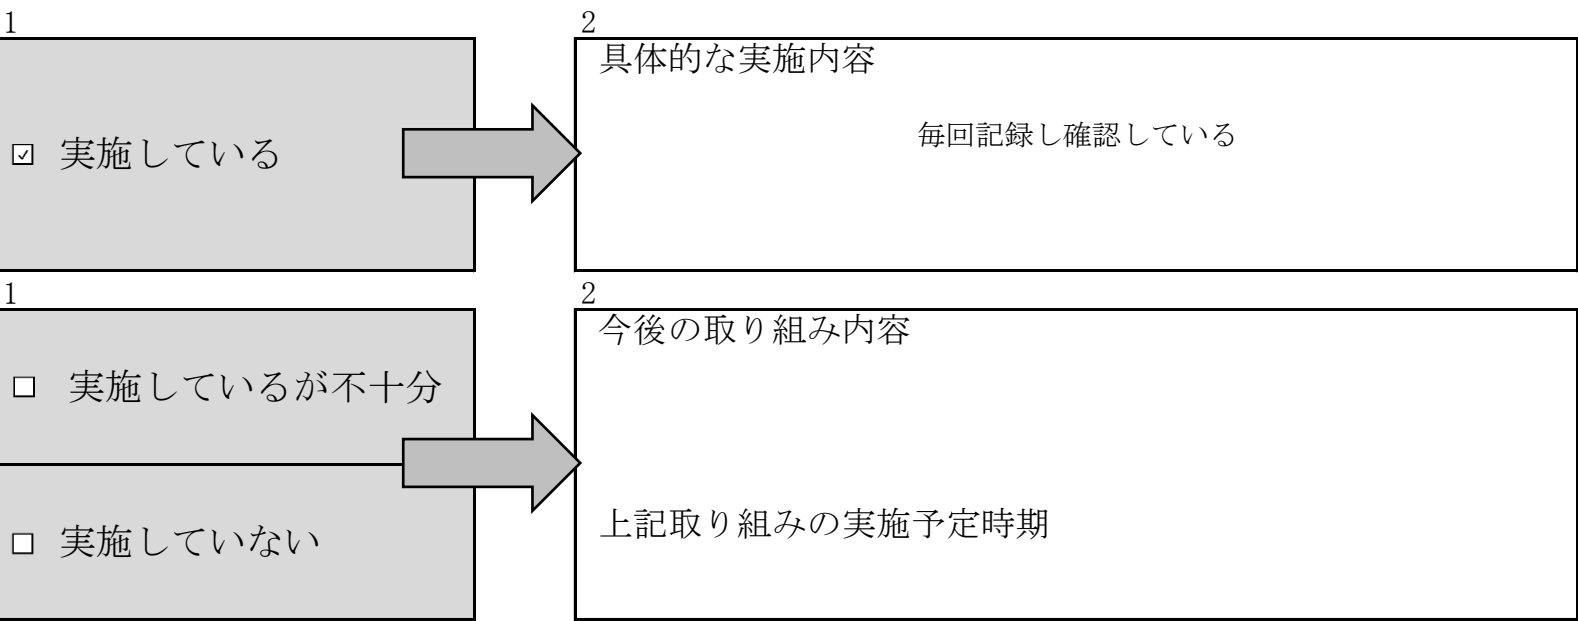 1
2
☑ 実施している
具体的な実施内容
毎回記録し確認している
1
2
☐ 実施しているが不十分
☐ 実施していない
今後の取り組み内容
上記取り組みの実施予定時期